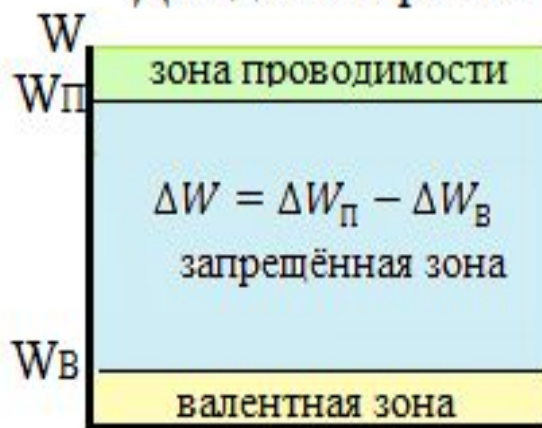 W
зона проводимости
Wп
ΔW = ΔWп − ΔWв
запрещённая зона
Wв
валентная зона